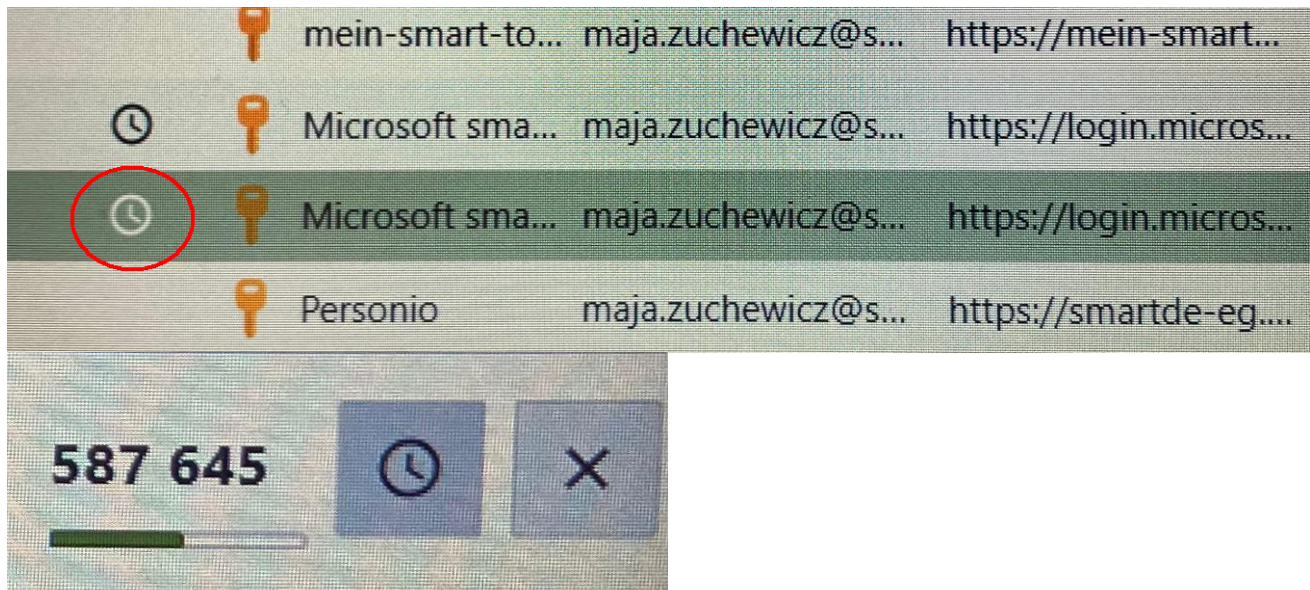 mein-smart-to... maja.zuchewicz@s... https://mein-smart...
Microsoft sma... maja.zuchewicz@s... https://login.micros...
Microsoft sma... maja.zuchewicz@s... https://login.micros...
Personio maja.zuchewicz@s... https://smartde-eg....
587 645